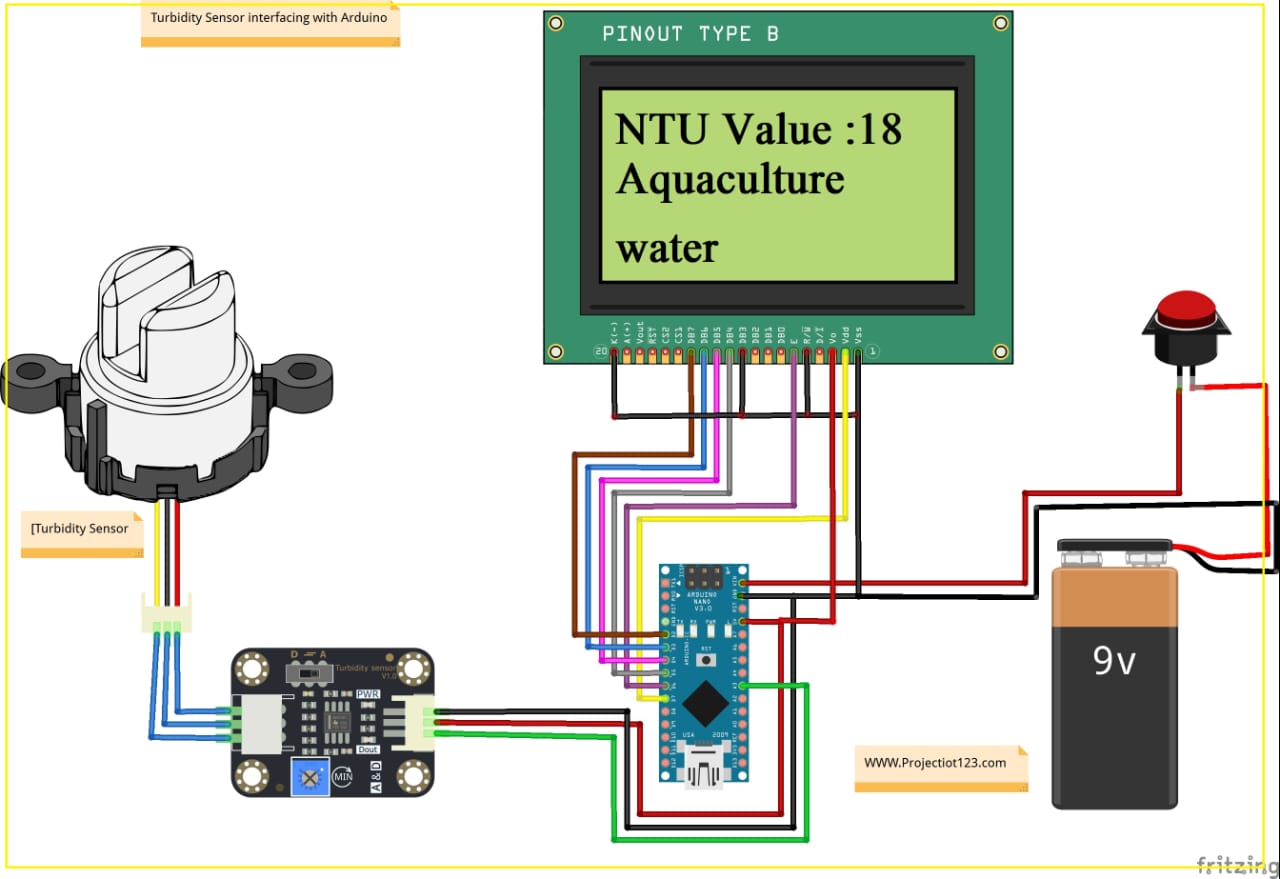 Turbidity Sensor interfacing with Arduino
PINOUT TYPE B
NTU Value :18
Aquaculture
water
20
K(-)
A(+)
Vout
RST
CS2
CS1
DB7
DB6
DB5
DB4
DB3
DB2
DB1
DB0
E
R/W
D/I
Vo
Vdd
Vss
1
[Turbidity Sensor
ARDUINO
NANO
V3.0
PWR
RST
USA
2009
D A
Turbidity sensor
V1.0
PWR
Dout
MIN
A & D
9v
WWW.Projectiot123.com
fritzing